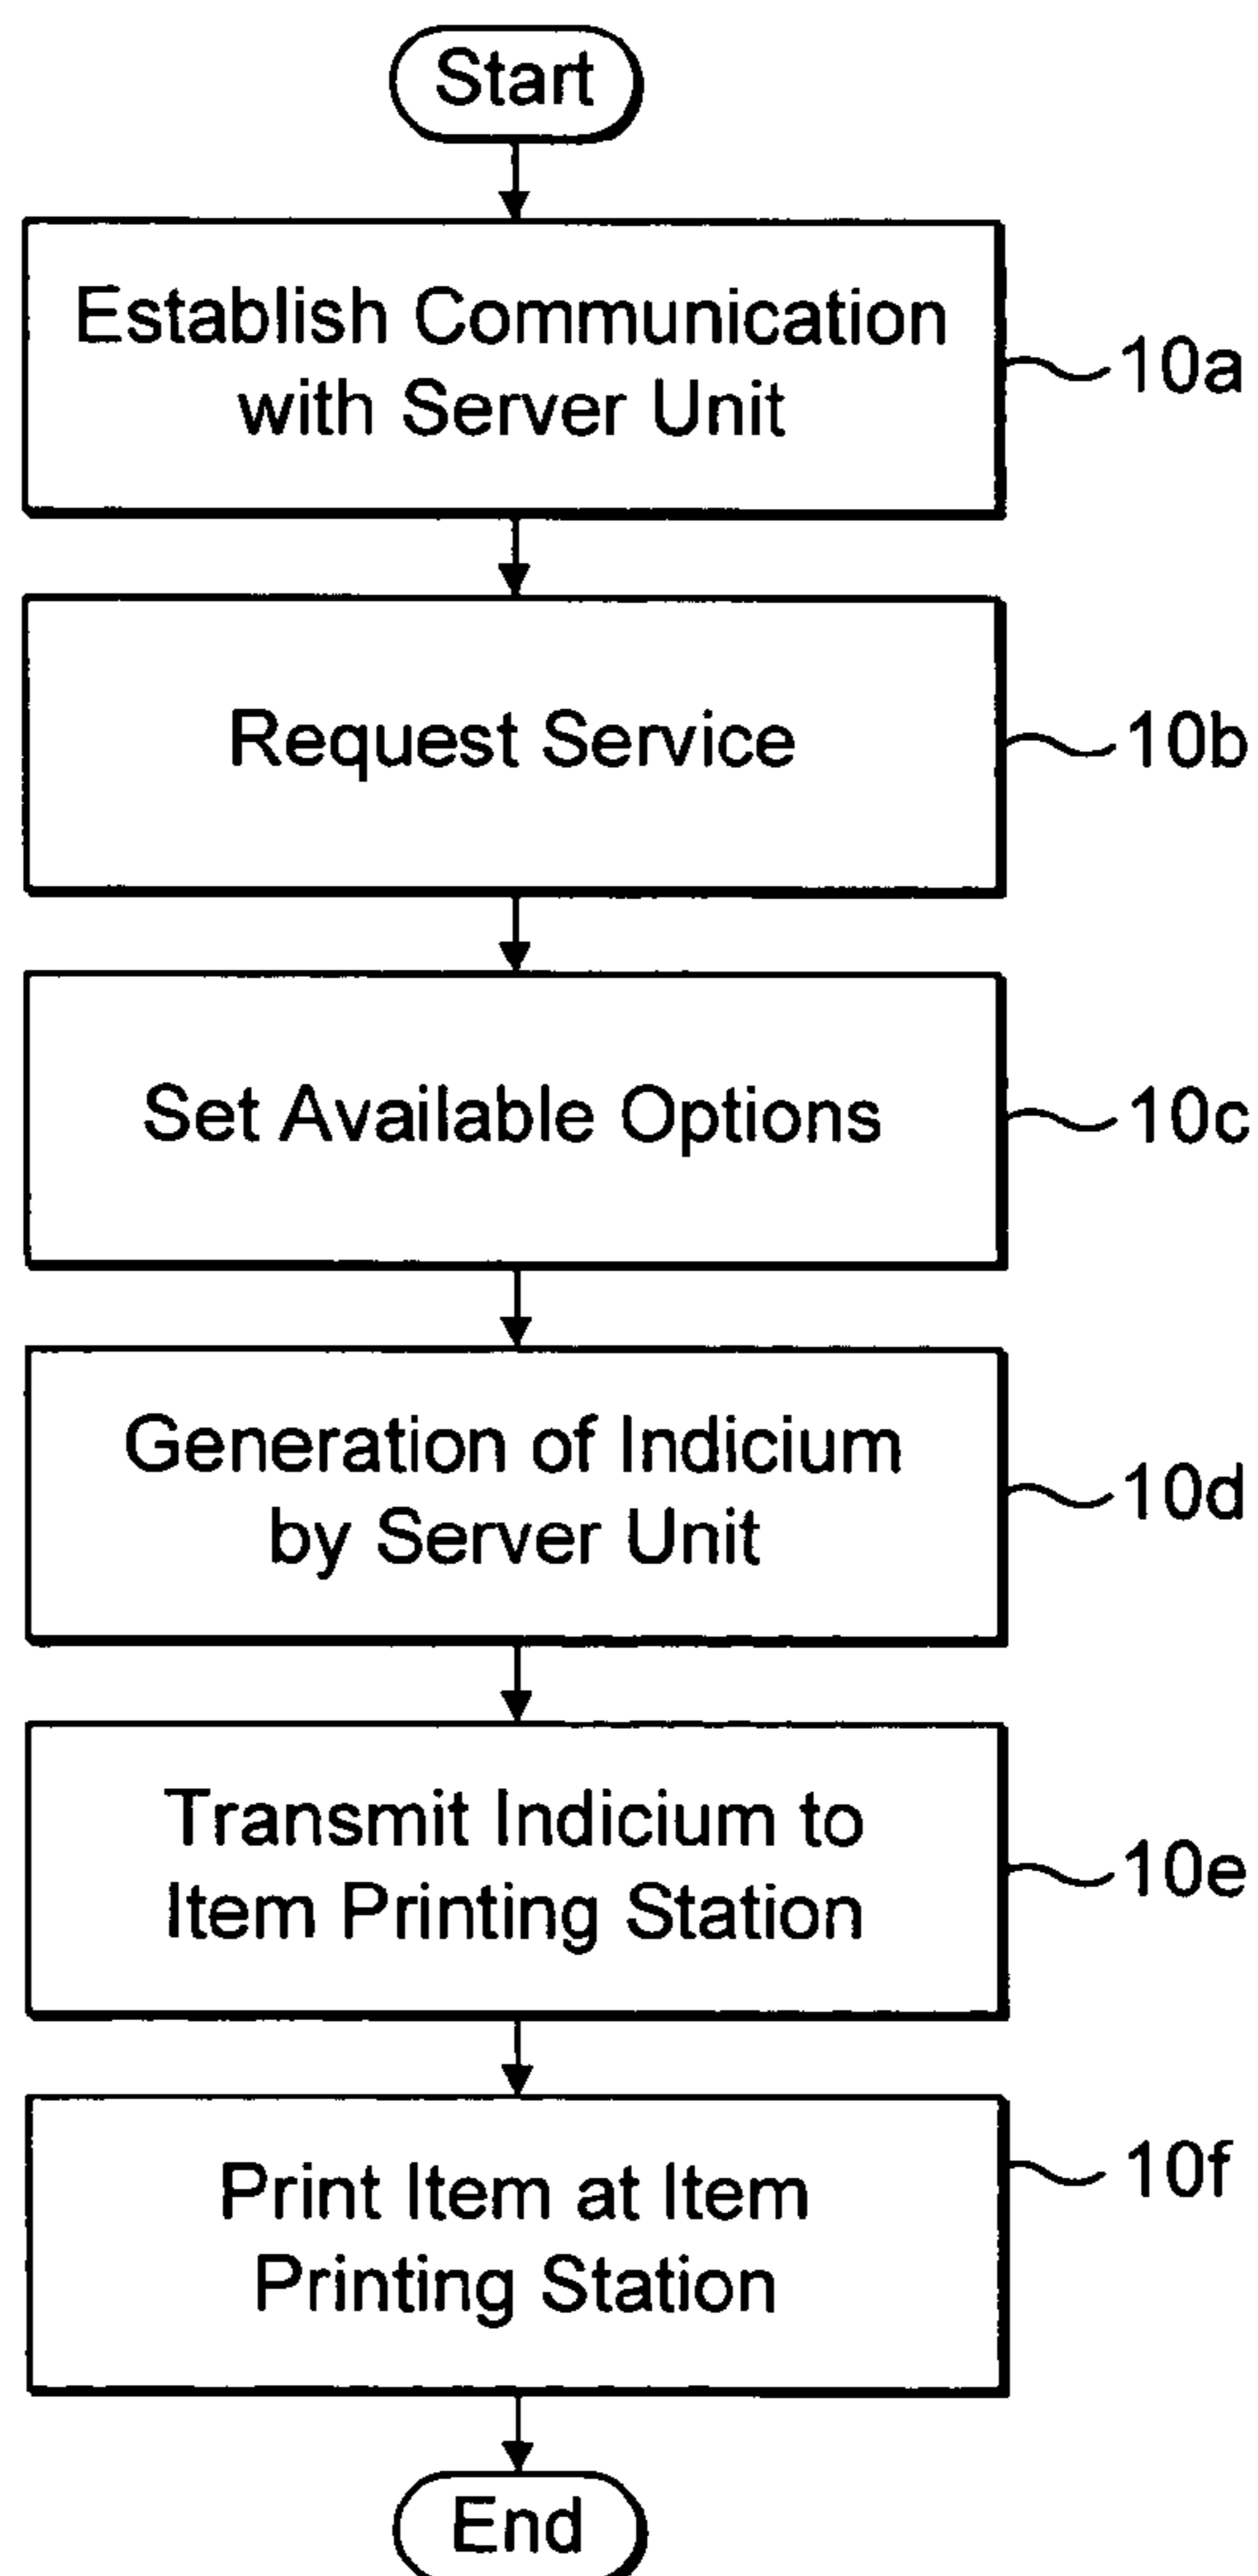 Start
Establish Communication
with Server Unit
10a
Request Service
10b
Set Available Options
10c
Generation of Indicium
by Server Unit
10d
Transmit Indicium to
Item Printing Station
10e
Print Item at Item
Printing Station
10f
End